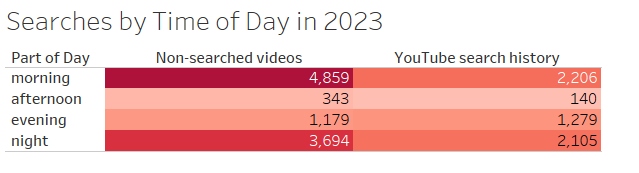 Searches by Time of Day in 2023
Part of Day Non-searched videos YouTube search history
morning 4,859 2,206
afternoon 343 140
evening 1,179 1,279
night 3,694 2,105